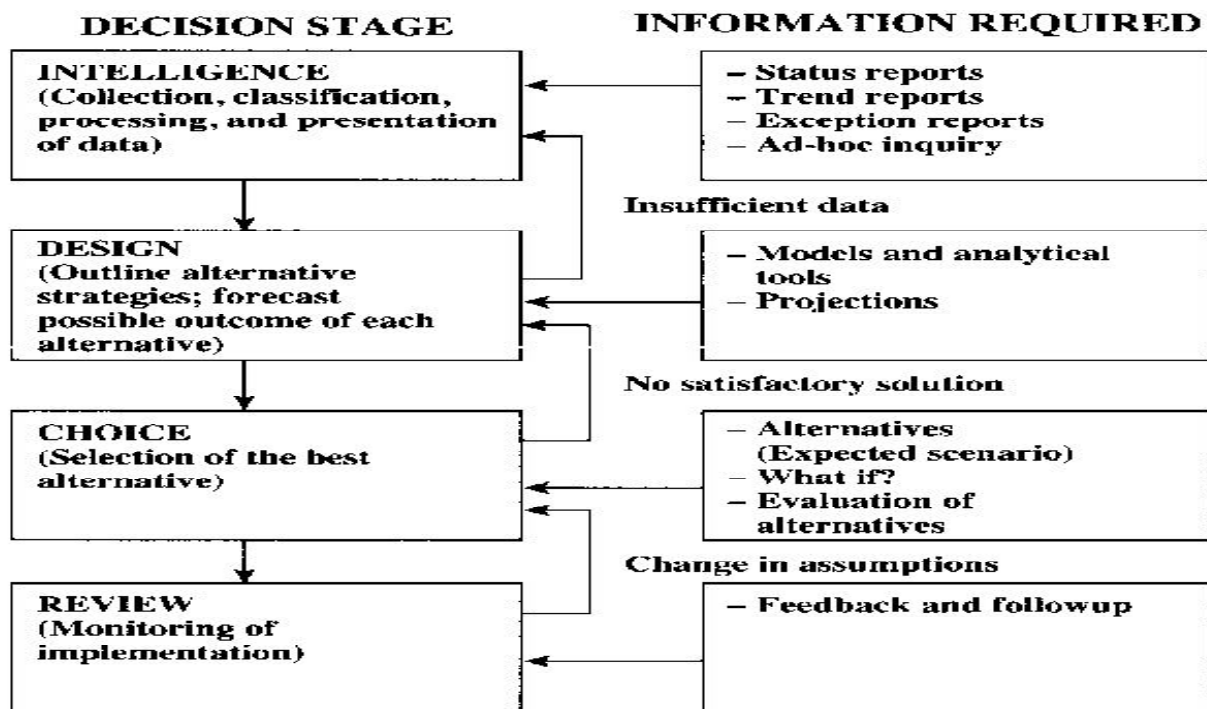 DECISION STAGE
INFORMATION REQUIRED
INTELLIGENCE
(Collection, classification,
processing, and presentation
of data)
– Status reports
– Trend reports
– Exception reports
– Ad-hoc inquiry
Insufficient data
DESIGN
(Outline alternative
strategies; forecast
possible outcome of each
alternative)
– Models and analytical
tools
– Projections
No satisfactory solution
CHOICE
(Selection of the best
alternative)
– Alternatives
(Expected scenario)
– What if?
– Evaluation of
alternatives
Change in assumptions
REVIEW
(Monitoring of
implementation)
– Feedback and followup